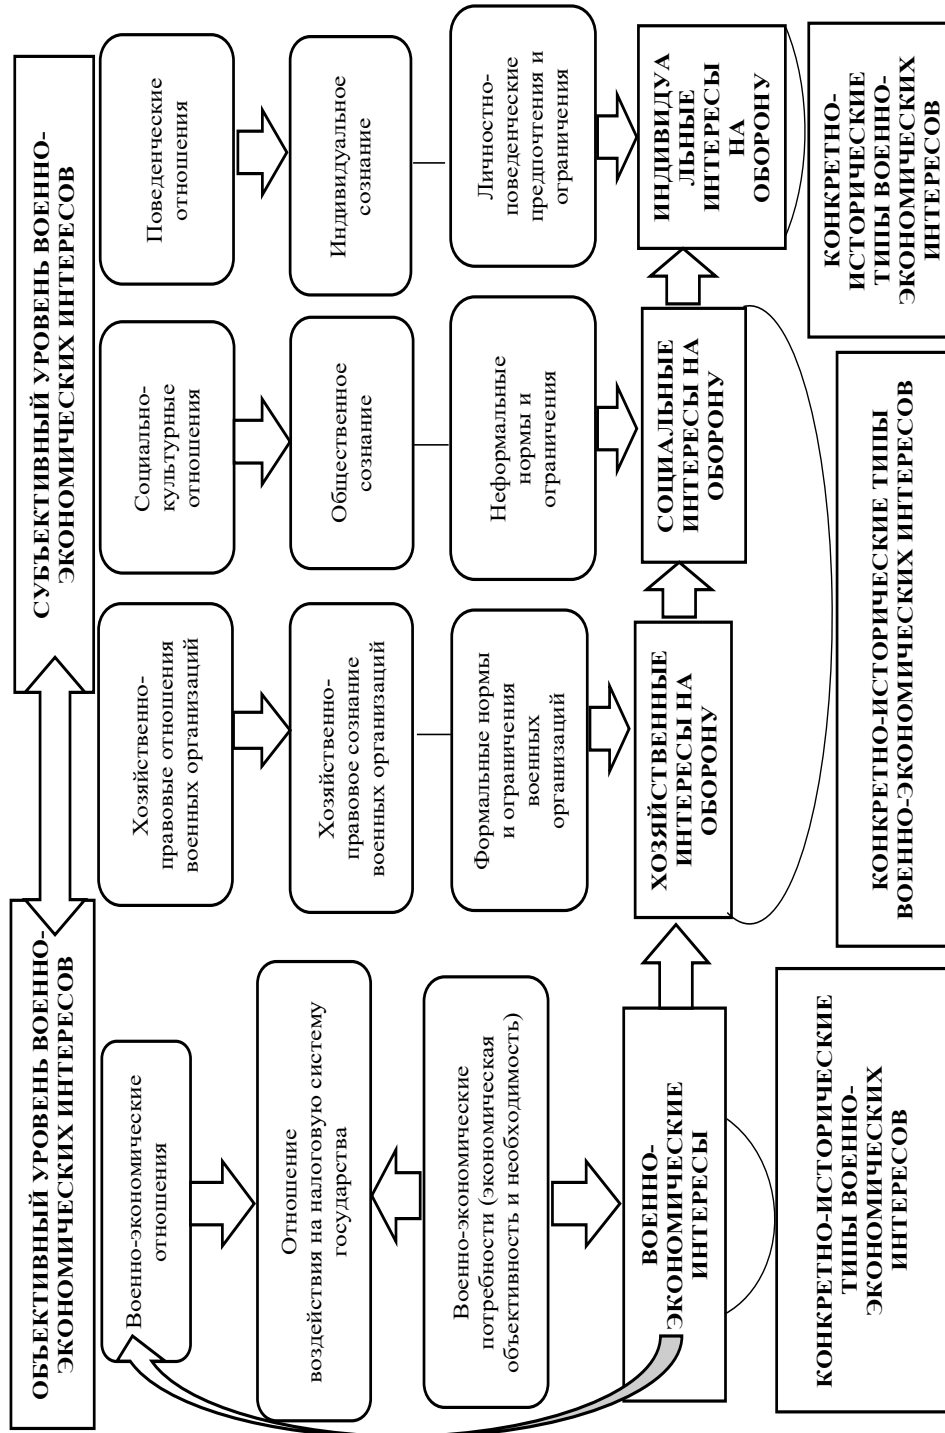 ОБЪЕКТИВНЫЙ УРОВЕНЬ ВОЕННО-
ЭКОНОМИЧЕСКИХ ИНТЕРЕСОВ
СУБЪЕКТИВНЫЙ УРОВЕНЬ ВОЕННО-
ЭКОНОМИЧЕСКИХ ИНТЕРЕСОВ
Военно-экономические
отношения
Хозяйственно-
правовые отношения
военных организаций
Социально-
культурные
отношения
Поведенческие
отношения
Отношение
воздействия на налоговую систему
государства
Хозяйственно-
правовое сознание
военных организаций
Общественное
сознание
Индивидуальное
сознание
Военно-экономические
потребности (экономическая
объективность и необходимость)
Формальные нормы
и ограничения
военных
организаций
Неформальные
нормы и
ограничения
Личностно-
поведенческие
предпочтения и
ограничения
ВОЕННО-
ЭКОНОМИЧЕСКИЕ
ИНТЕРЕСЫ
ХОЗЯЙСТВЕННЫЕ
ИНТЕРЕСЫ НА
ОБОРОНУ
СОЦИАЛЬНЫЕ
ИНТЕРЕСЫ НА
ОБОРОНУ
ИНДИВИДУА
ЛЬНЫЕ
ИНТЕРЕСЫ
НА
ОБОРОНУ
КОНКРЕТНО-ИСТОРИЧЕСКИЕ
ТИПЫ ВОЕННО-
ЭКОНОМИЧЕСКИХ
ИНТЕРЕСОВ
КОНКРЕТНО-ИСТОРИЧЕСКИЕ ТИПЫ
ВОЕННО-ЭКОНОМИЧЕСКИХ ИНТЕРЕСОВ
КОНКРЕТНО-
ИСТОРИЧЕСКИЕ
ТИПЫ ВОЕННО-
ЭКОНОМИЧЕСКИХ
ИНТЕРЕСОВ